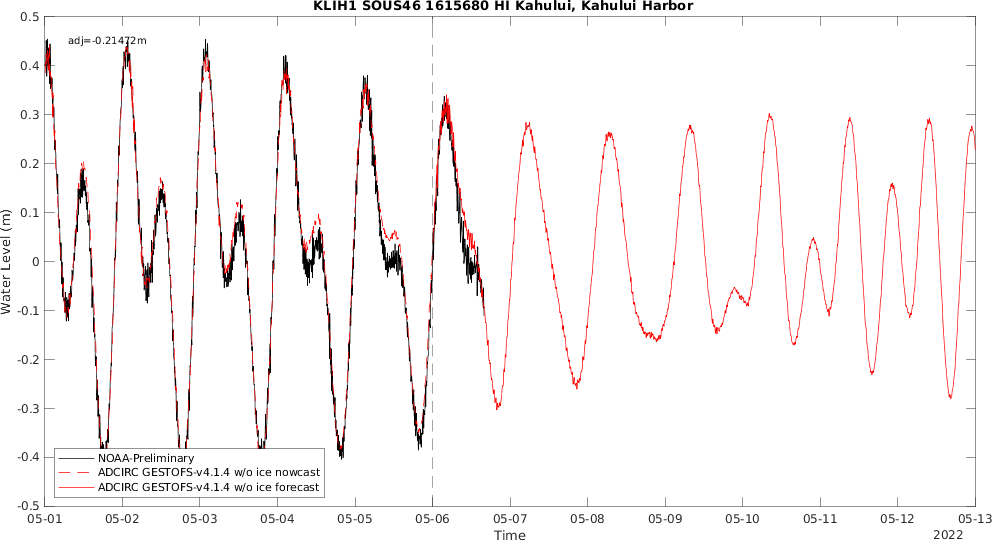 KLIH1 SOUS46 1615680 HI Kahului, Kahului Harbor
adj=-0.21472m
0.5
0.4
0.3
0.2
0.1
0
-0.1
-0.2
-0.3
-0.4
-0.5
Water Level (m)
NOAA-Preliminary
ADCIRC GESTOFS-v4.1.4 w/o ice nowcast
ADCIRC GESTOFS-v4.1.4 w/o ice forecast
05-01 05-02 05-03 05-04 05-05 05-06 05-07 05-08 05-09 05-10 05-11 05-12 05-13
Time
2022